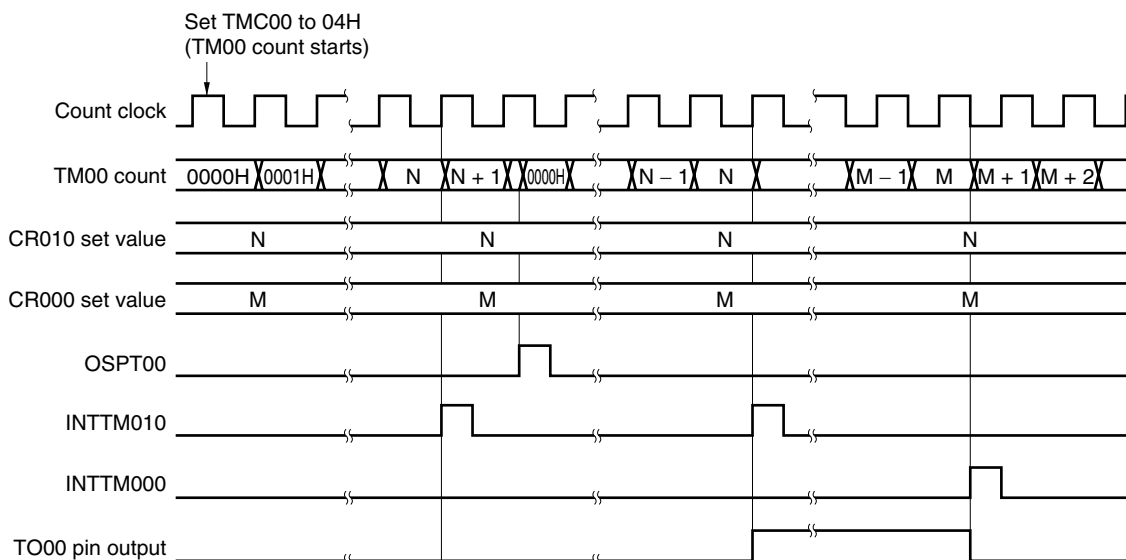 Set TMC00 to 04H
(TM00 count starts)
Count clock
TM00 count 0000H 0001H N N + 1 0000H N − 1 N M − 1 M M + 1 M + 2
CR010 set value N N N N
CR000 set value M M M M
OSPT00
INTTM010
INTTM000
TO00 pin output